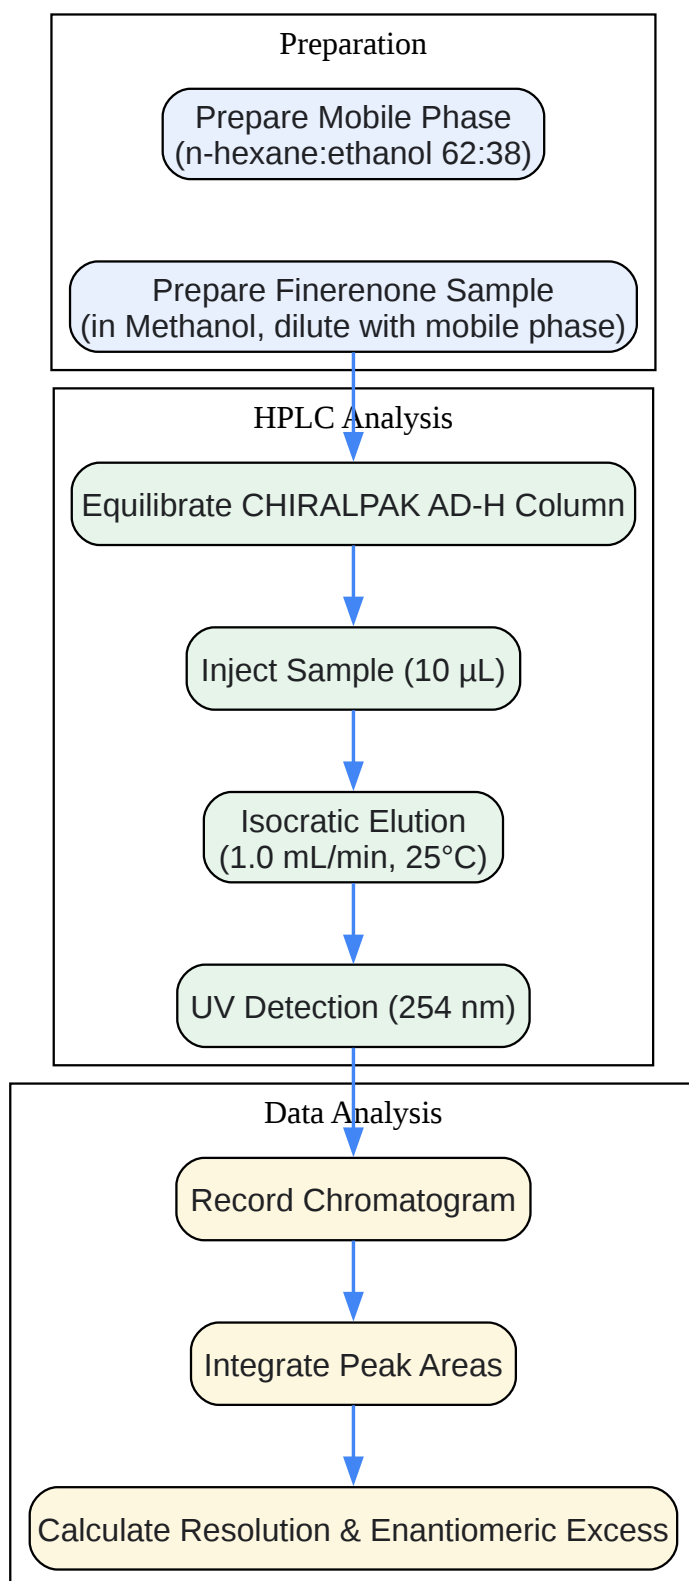 Preparation
Prepare Mobile Phase
(n-hexane:ethanol 62:38)
Prepare Finerenone Sample
(in Methanol, dilute with mobile phase)
HPLC Analysis
Equilibrate CHIRALPAK AD-H Column
Inject Sample (10 µL)
Isocratic Elution
(1.0 mL/min, 25°C)
UV Detection (254 nm)
Data Analysis
Record Chromatogram
Integrate Peak Areas
Calculate Resolution & Enantiomeric Excess